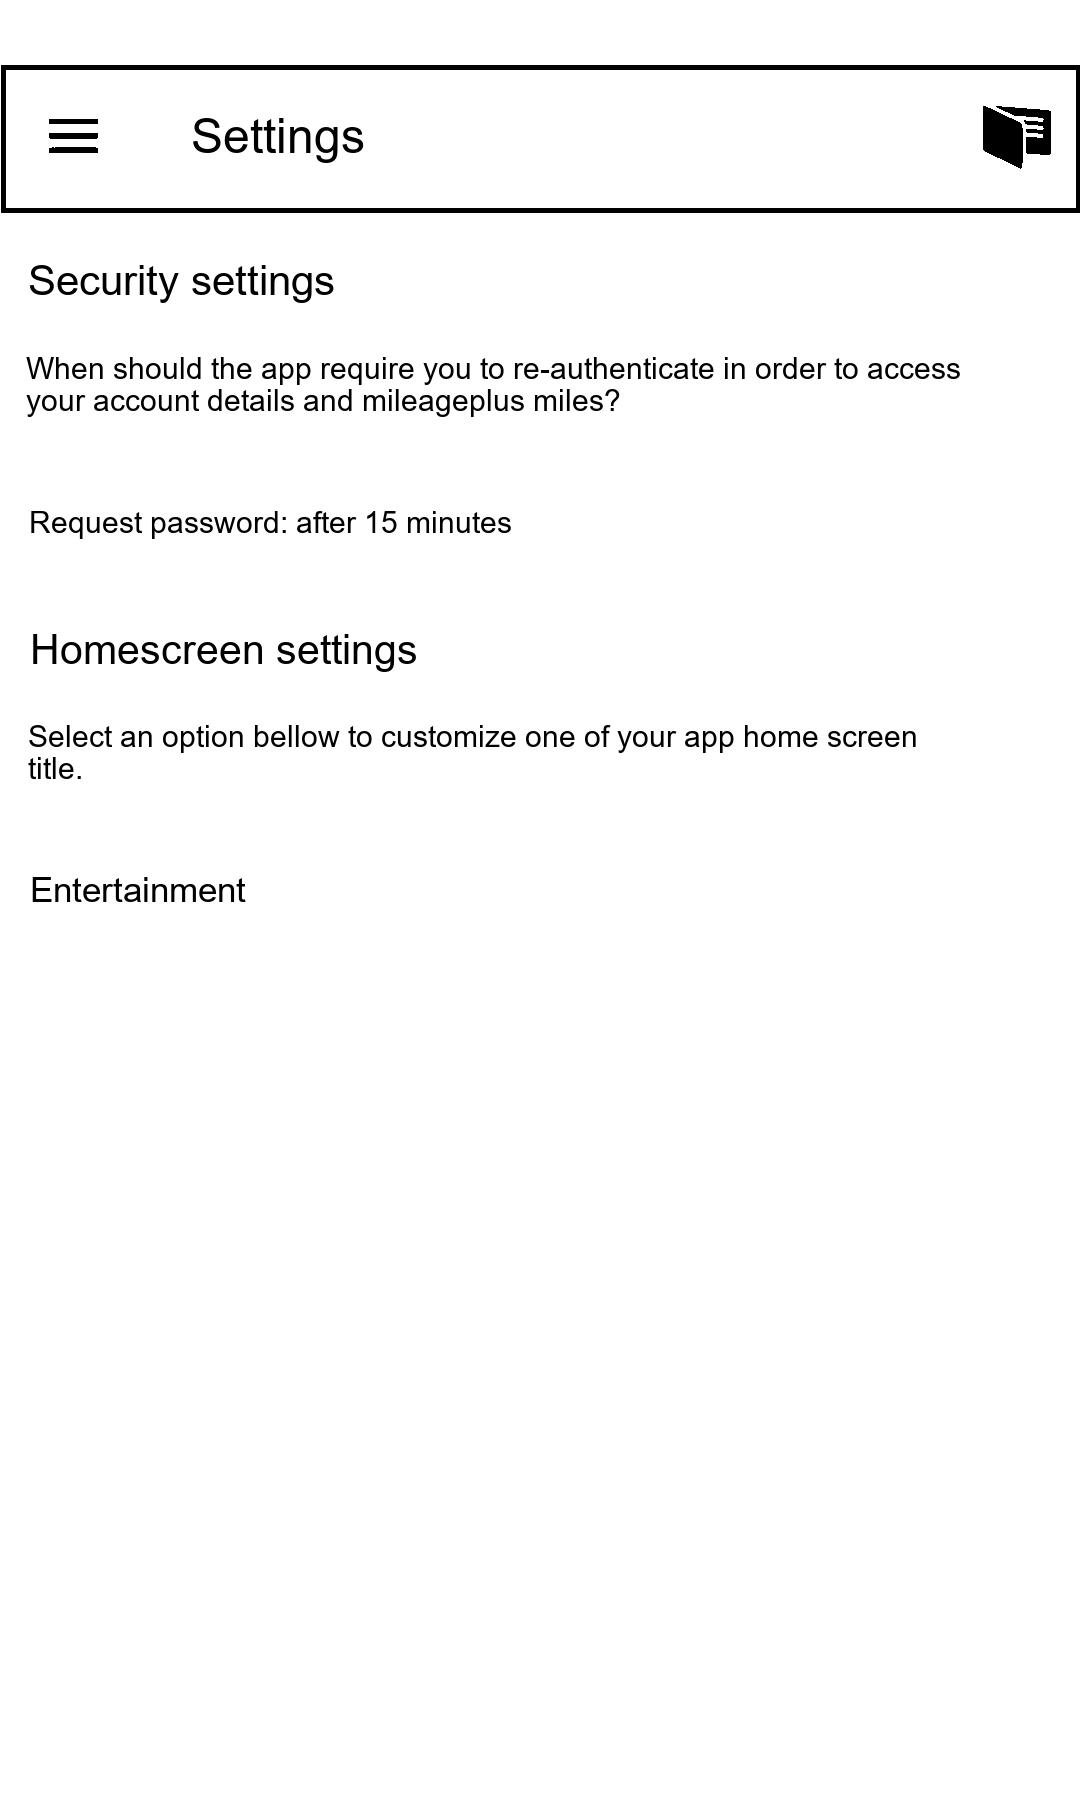 Settings
Security settings
When should the app require you to re-authenticate in order to access
your account details and mileageplus miles?
Request password: after 15 minutes
Homescreen settings
Select an option bellow to customize one of your app home screen
title.
Entertainment